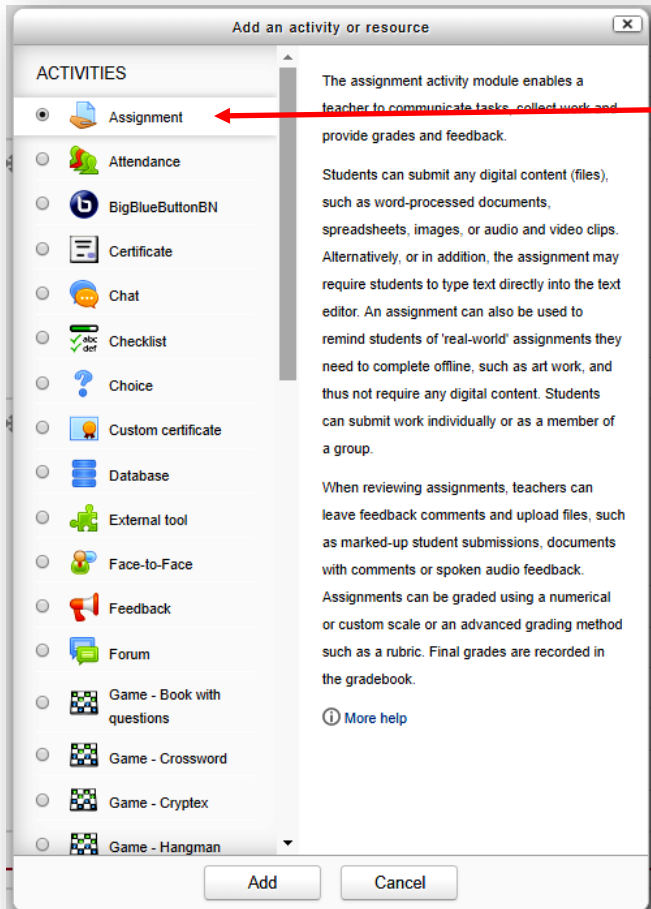 Add an activity or resource
x
ACTIVITIES
Assignment
Attendance
b
BigBlueButtonBN
Certificate
Chat
abc
def
Checklist
Choice
Custom certificate
Database
External tool
Face-to-Face
Feedback
Forum
Game - Book with
questions
Game - Crossword
Game - Cryptex
Game - Hangman
The assignment activity module enables a
teacher to communicate tasks, collect work and
provide grades and feedback.
Students can submit any digital content (files),
such as word-processed documents,
spreadsheets, images, or audio and video clips.
Alternatively, or in addition, the assignment may
require students to type text directly into the text
editor. An assignment can also be used to
remind students of 'real-world' assignments they
need to complete offline, such as art work, and
thus not require any digital content. Students
can submit work individually or as a member of
a group.
When reviewing assignments, teachers can
leave feedback comments and upload files, such
as marked-up student submissions, documents
with comments or spoken audio feedback.
Assignments can be graded using a numerical
or custom scale or an advanced grading method
such as a rubric. Final grades are recorded in
the gradebook.
More help
Add
Cancel